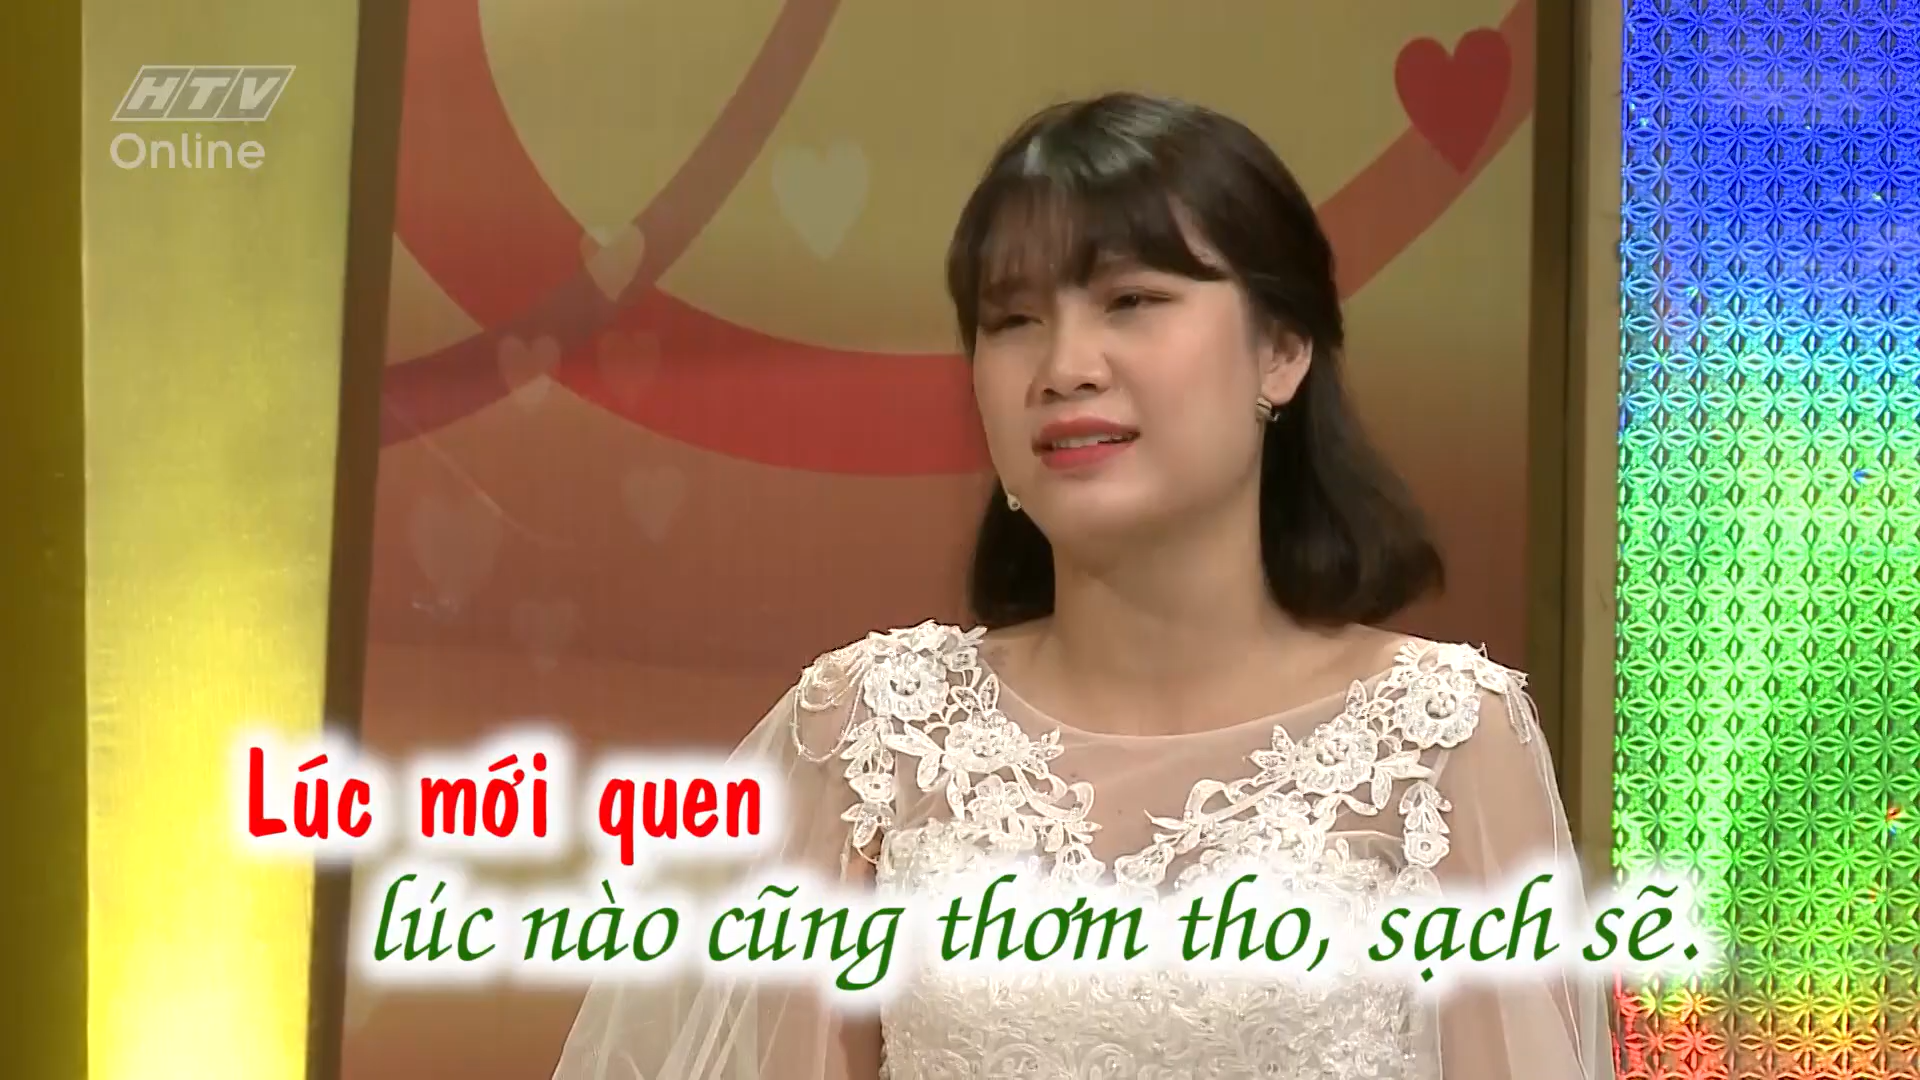 HTV
Online
Lúc mới quen
lúc nào cũng thơm tho, sạch sẽ.